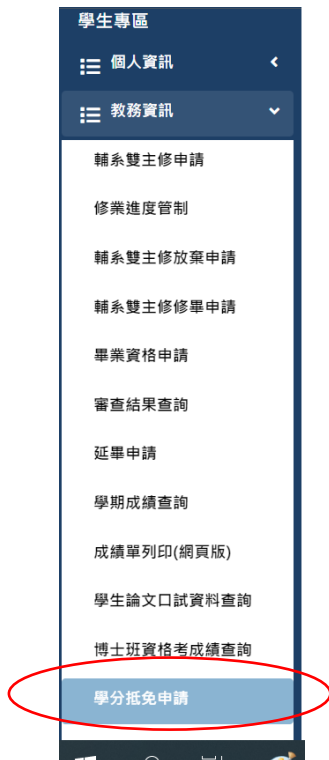 學生專區
個人資訊
教務資訊
輔系雙主修申請
修業進度管制
輔系雙主修放棄申請
輔系雙主修修畢申請
畢業資格申請
審查結果查詢
延畢申請
學期成績查詢
成績單列印(網頁版)
學生論文口試資料查詢
博士班資格考成績查詢
學分抵免申請